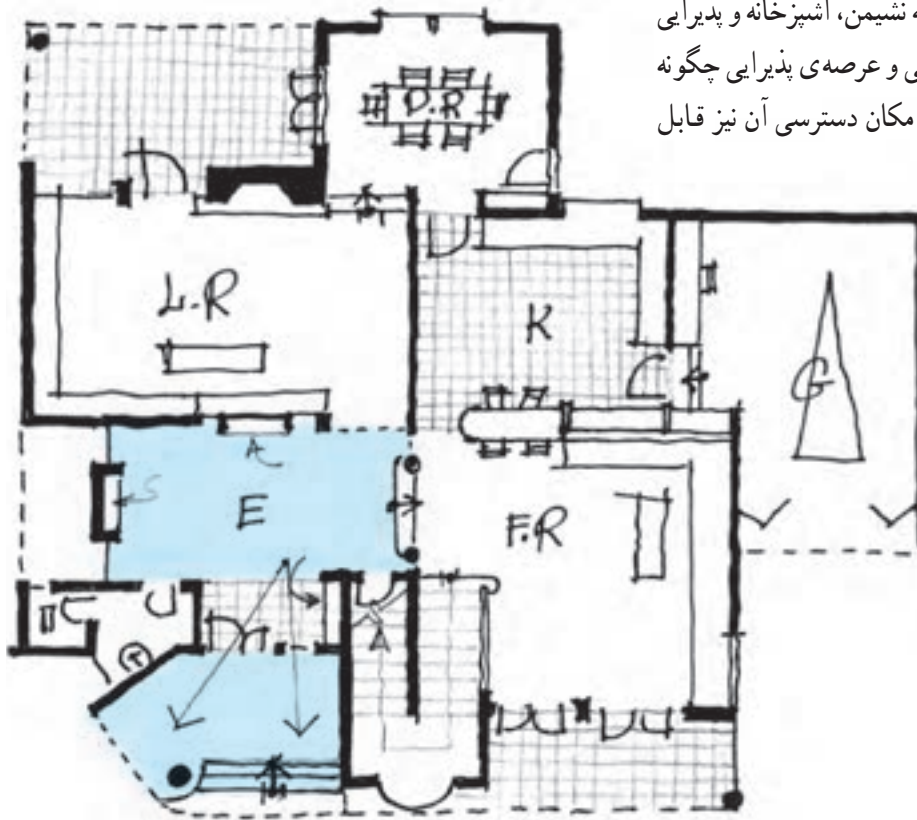 نشیمن، آشپزخانه و پذیرایی
ی و عرصه‌ی پذیرایی چگونه
مکان دسترسی آن نیز قابل
D.R
L.R
K
G
A
S
E
F.R
A